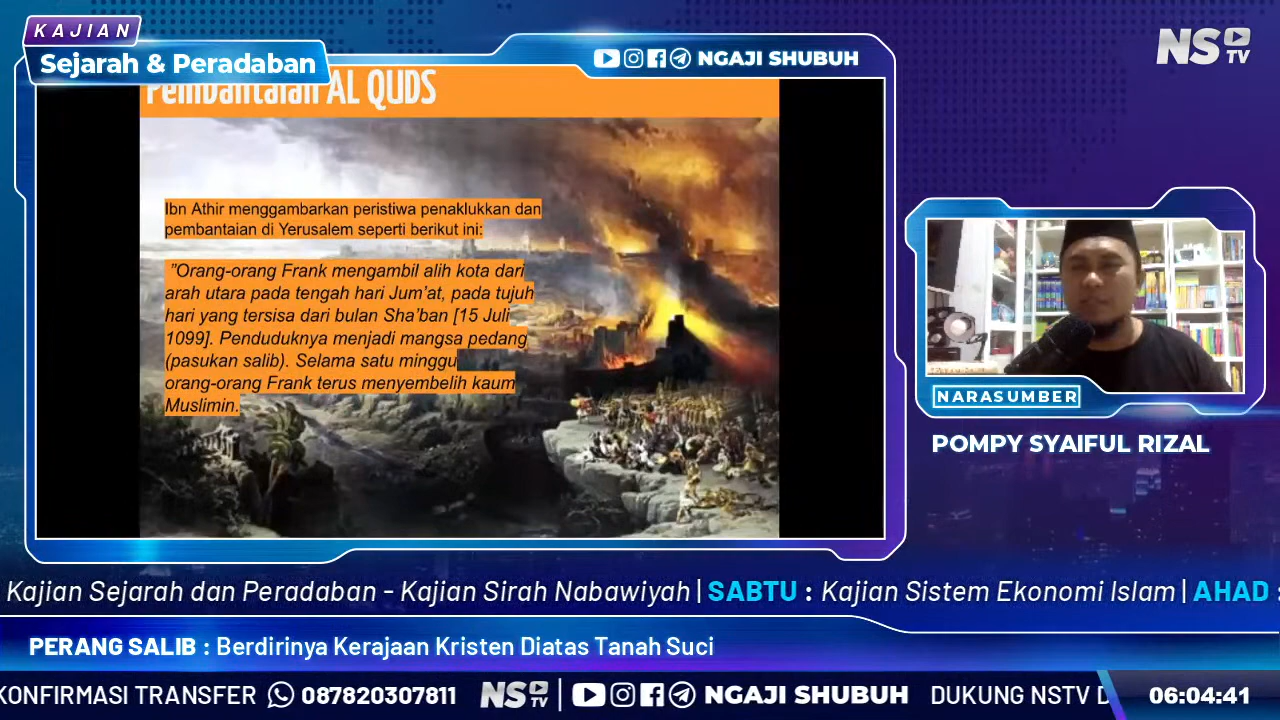 KAJIAN
Sejarah & Peradaban
NGAJI SHUBUH
NS TV
Pembantaian AL QUDS
Ibn Athir menggambarkan peristiwa penaklukkan dan
pembantaian di Yerusalem seperti berikut ini:
"Orang-orang Frank mengambil alih kota dari
arah utara pada tengah hari Jum'at, pada tujuh
hari yang tersisa dari bulan Sha'ban [15 Juli
1099]. Penduduknya menjadi mangsa pedang
(pasukan salib). Selama satu minggu
orang-orang Frank terus menyembelih kaum
Muslimin.
NARASUMBER
POMPY SYAIFUL RIZAL
Kajian Sejarah dan Peradaban - Kajian Sirah Nabawiyah | SABTU : Kajian Sistem Ekonomi Islam | AHAD :
PERANG SALIB : Berdirinya Kerajaan Kristen Diatas Tanah Suci
KONFIRMASI TRANSFER 087820307811 NS TV | NGAJI SHUBUH DUKUNG NSTV D
06:04:41